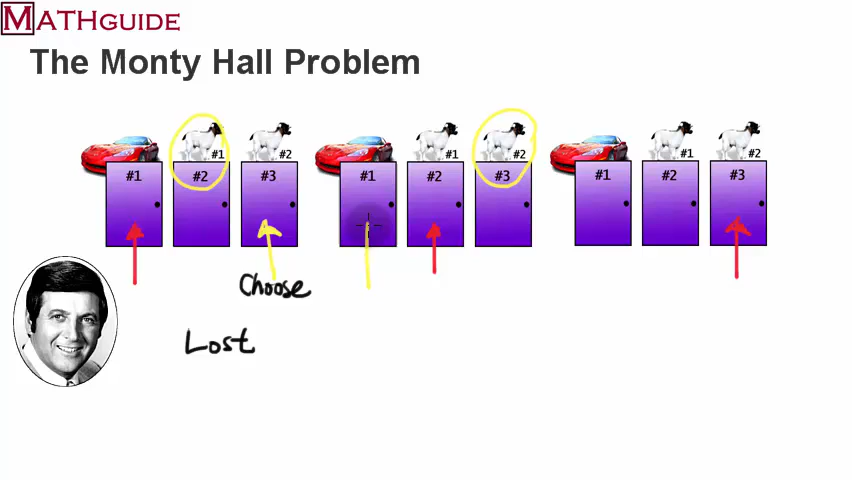 MATHGUIDE
The Monty Hall Problem
#1 #2 #1 #2 #1 #2
#1 #2 #3 #1 #2 #3 #1 #2 #3
Choose
Lost